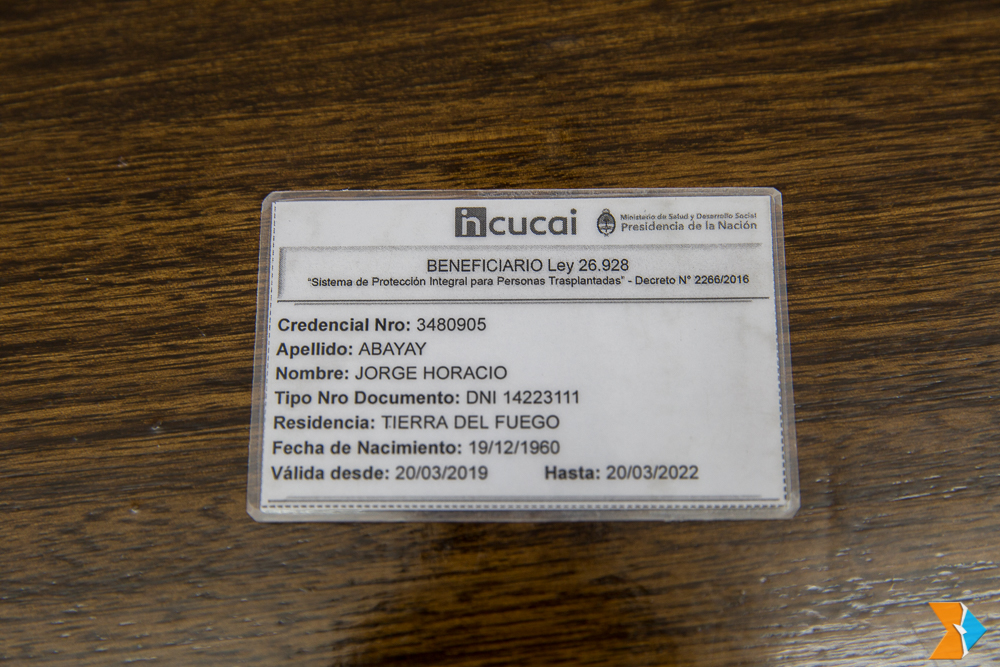 incucai
Ministerio de Salud y Desarrollo Social
Presidencia de la Nación
BENEFICIARIO Ley 26.928
"Sistema de Protección Integral para Personas Trasplantadas" - Decreto N° 2266/2016
Credencial Nro: 3480905
Apellido: ABAYAY
Nombre: JORGE HORACIO
Tipo Nro Documento: DNI 14223111
Residencia: TIERRA DEL FUEGO
Fecha de Nacimiento: 19/12/1960
Válida desde: 20/03/2019 Hasta: 20/03/2022